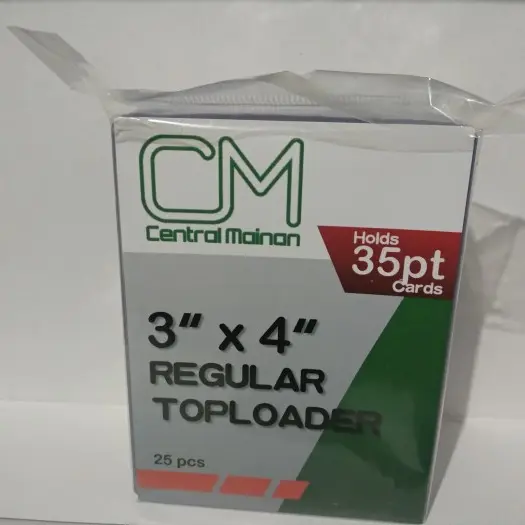 CM
Central Mainan
Holds
35pt
Cards
3" x 4"
REGULAR
TOPLOADER
25 pcs